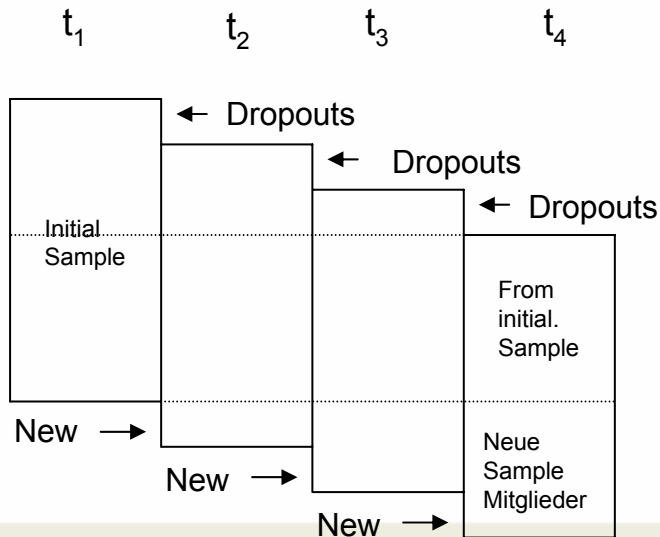 t1 t2 t3 t4
← Dropouts
← Dropouts
← Dropouts
Initial
Sample
From
initial.
Sample
New →
New →
New →
Neue
Sample
Mitglieder